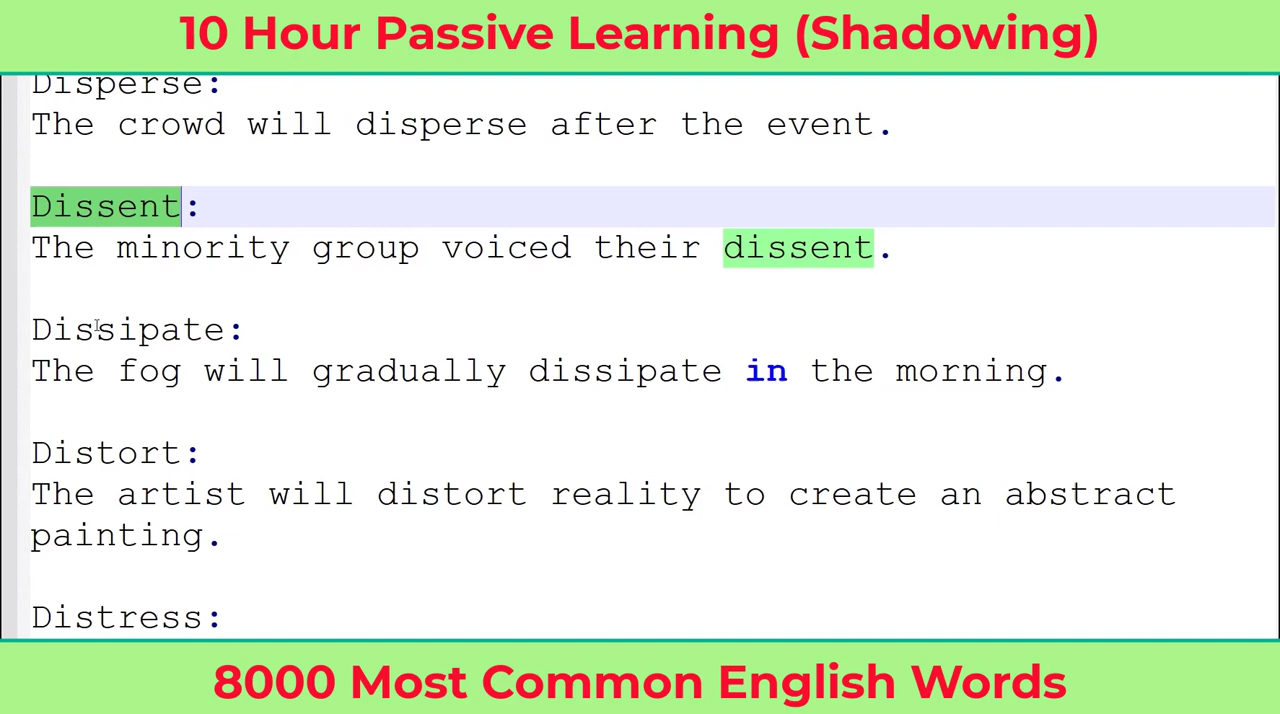 10 Hour Passive Learning (Shadowing)
Disperse:
The crowd will disperse after the event.
Dissent:
The minority group voiced their dissent.
Dissipate:
The fog will gradually dissipate in the morning.
Distort:
The artist will distort reality to create an abstract
painting.
Distress:
8000 Most Common English Words